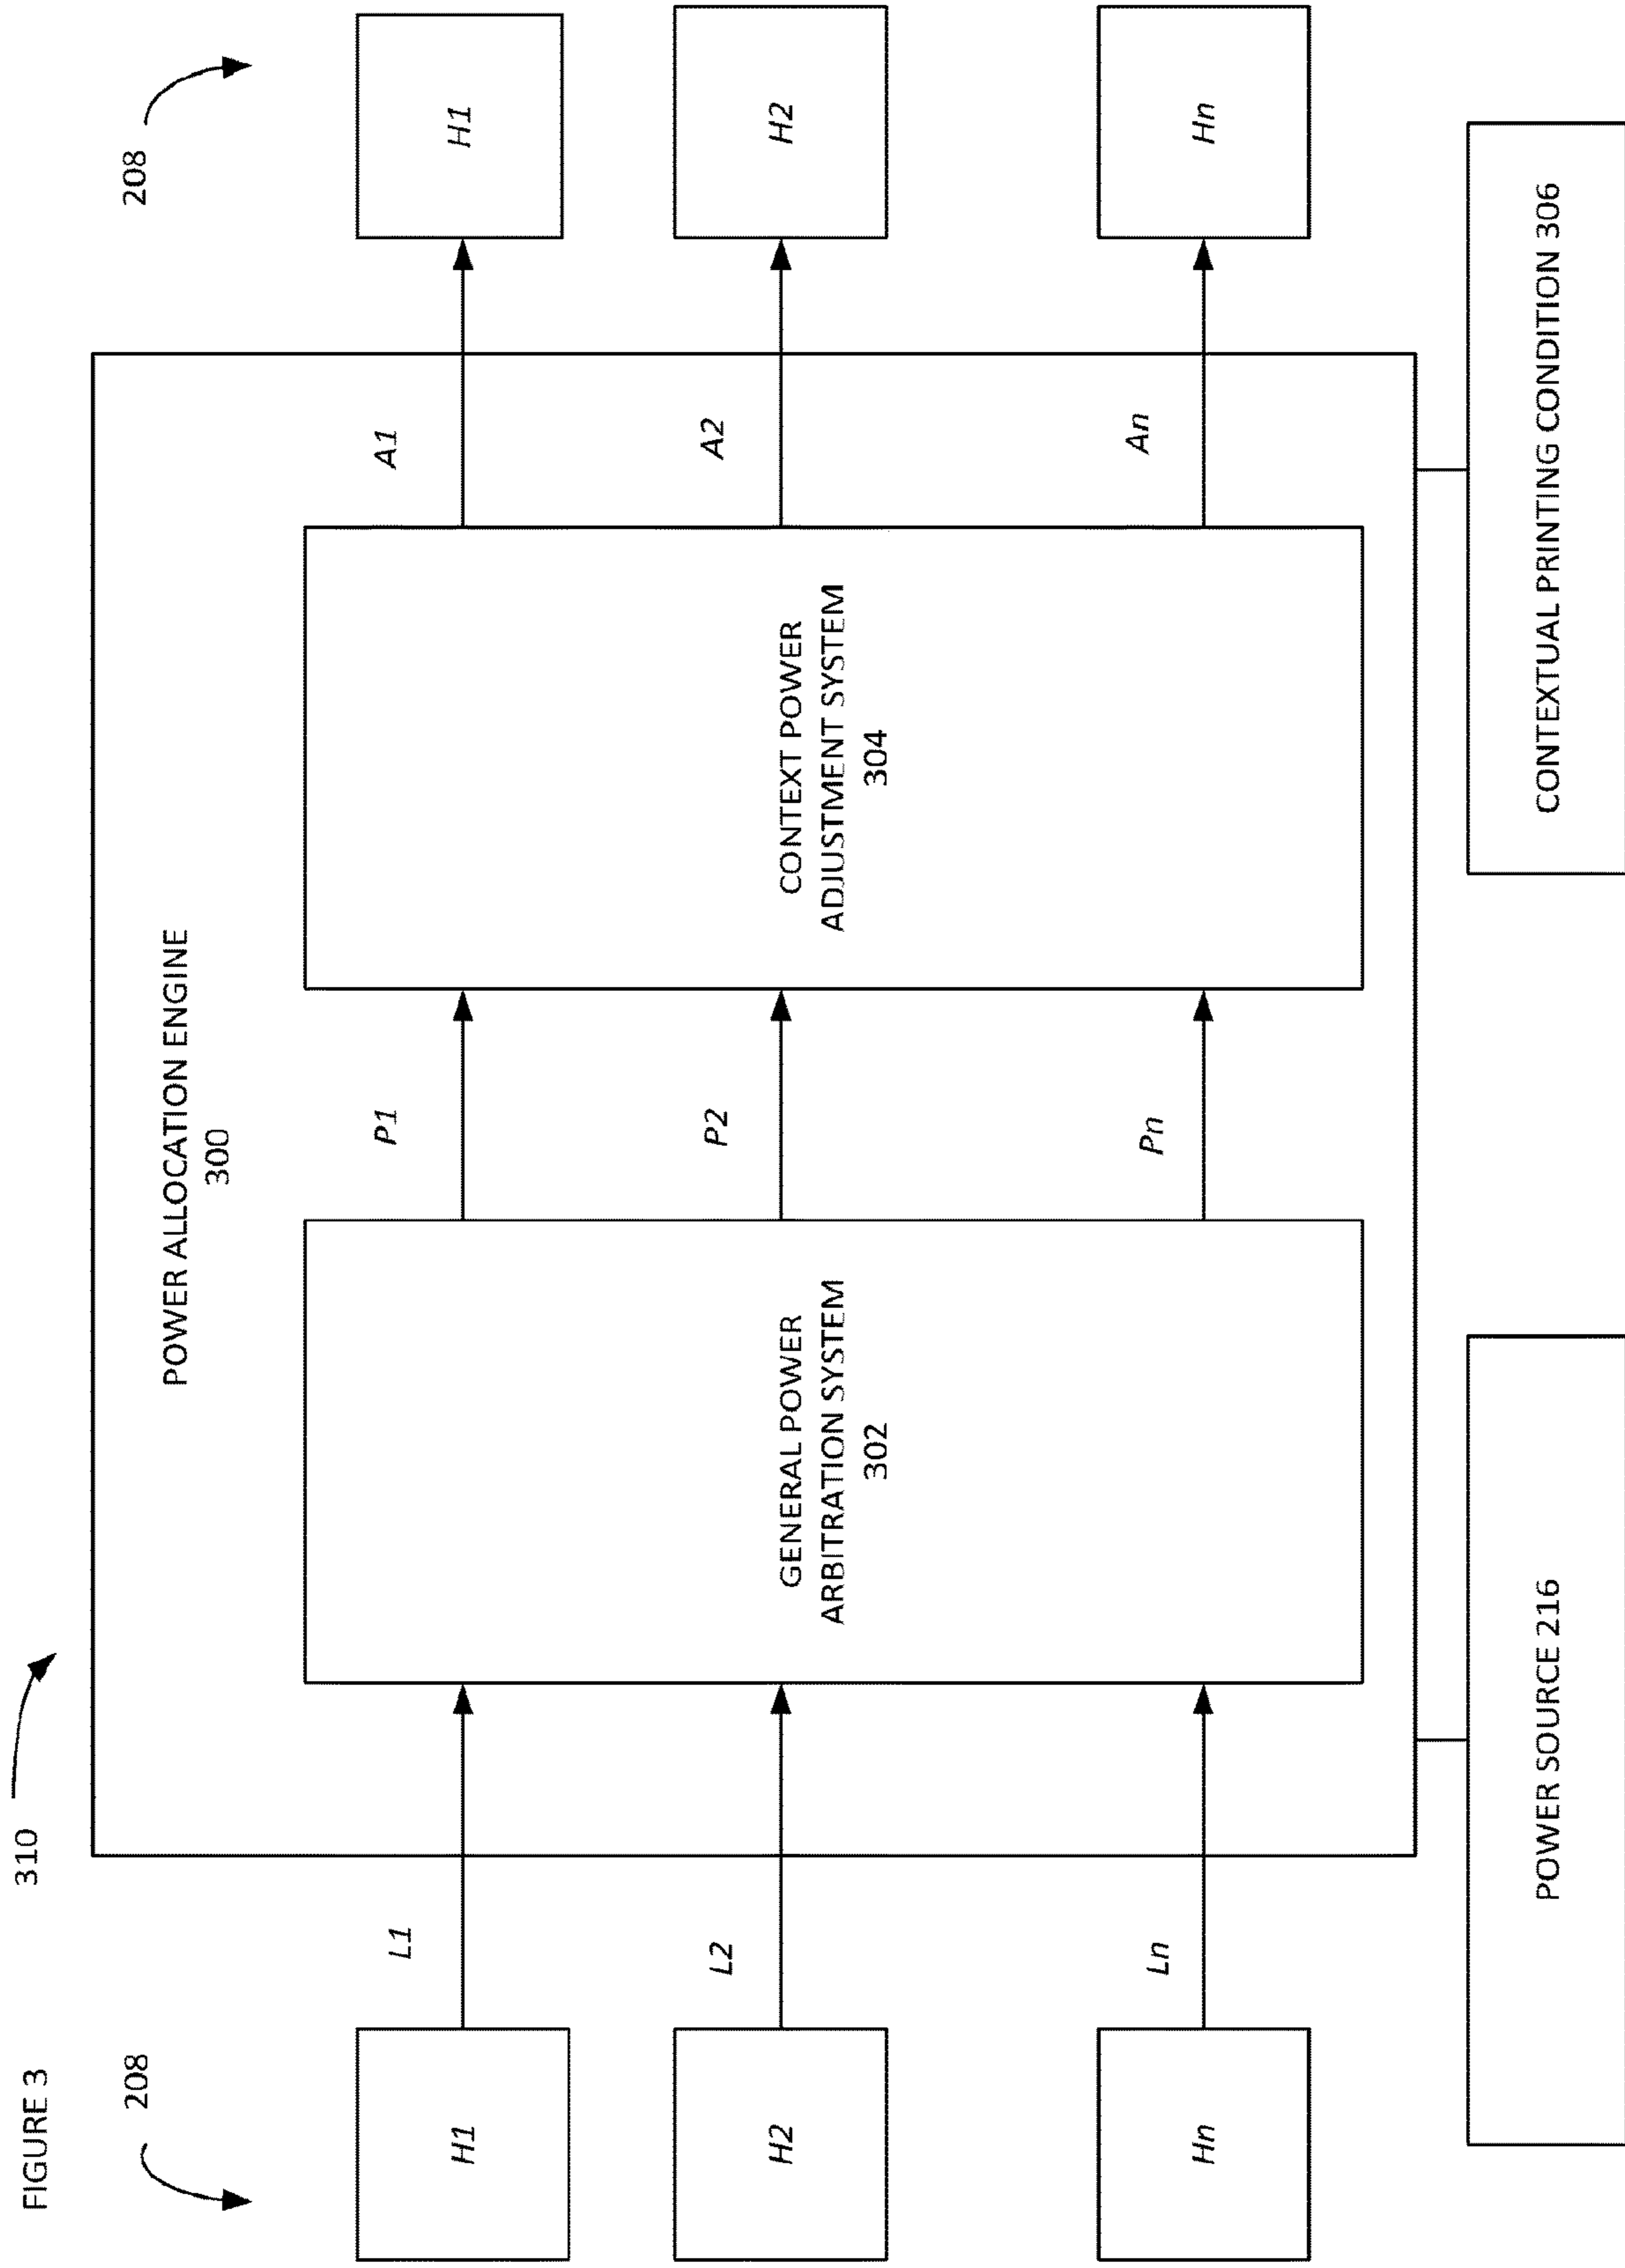 FIGURE 3
310
208
208
POWER ALLOCATION ENGINE
300
H1
L1
P1
A1
H1
H2
L2
GENERAL POWER
ARBITRATION SYSTEM
302
P2
CONTEXT POWER
ADJUSTMENT SYSTEM
304
A2
H2
Hn
Ln
Pn
An
Hn
POWER SOURCE 216
CONTEXTUAL PRINTING CONDITION 306